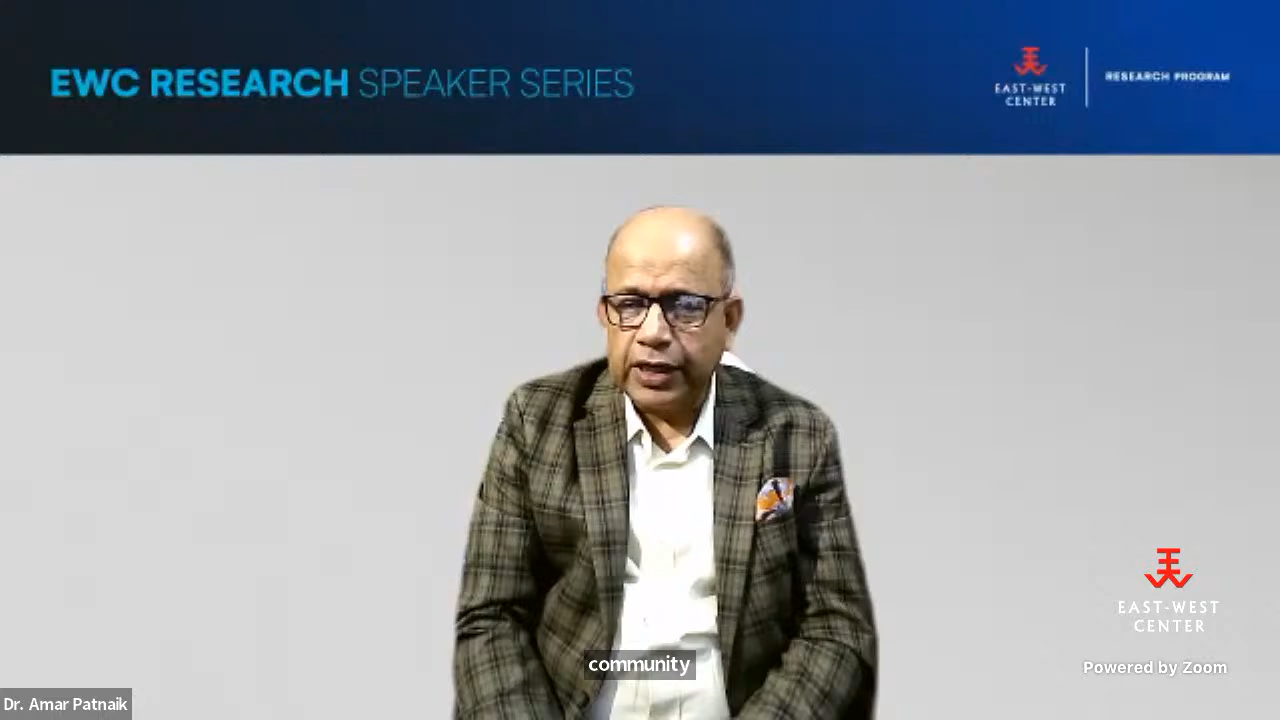 EWC RESEARCH SPEAKER SERIES
EAST-WEST
CENTER
RESEARCH PROGRAM
EAST-WEST
CENTER
community
Powered by Zoom
Dr. Amar Patnaik